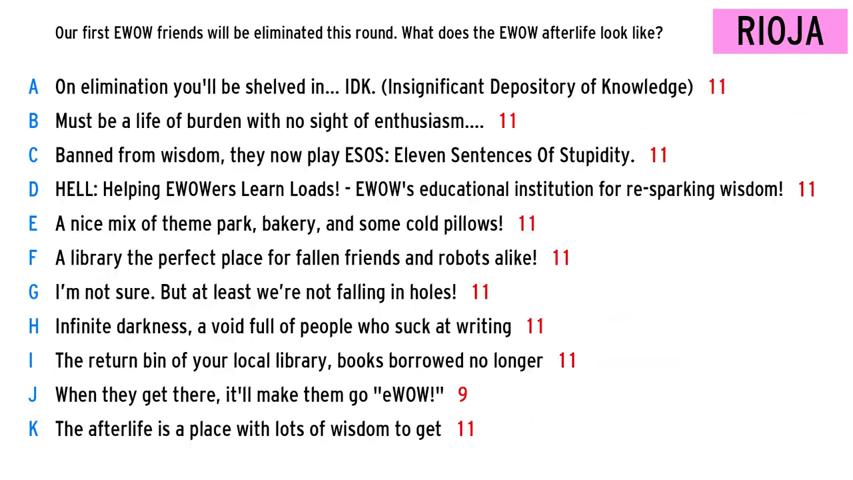 Our first EWOW friends will be eliminated this round. What does the EWOW afterlife look like?
RIOJA
A On elimination you'll be shelved in... IDK. (Insignificant Depository of Knowledge) 11
B Must be a life of burden with no sight of enthusiasm.... 11
C Banned from wisdom, they now play ESOS: Eleven Sentences Of Stupidity. 11
D HELL: Helping EWOWers Learn Loads! - EWOW's educational institution for re-sparking wisdom! 11
E A nice mix of theme park, bakery, and some cold pillows! 11
F A library the perfect place for fallen friends and robots alike! 11
G I’m not sure. But at least we’re not falling in holes! 11
H Infinite darkness, a void full of people who suck at writing 11
I The return bin of your local library, books borrowed no longer 11
J When they get there, it'll make them go "eWOW!" 9
K The afterlife is a place with lots of wisdom to get 11